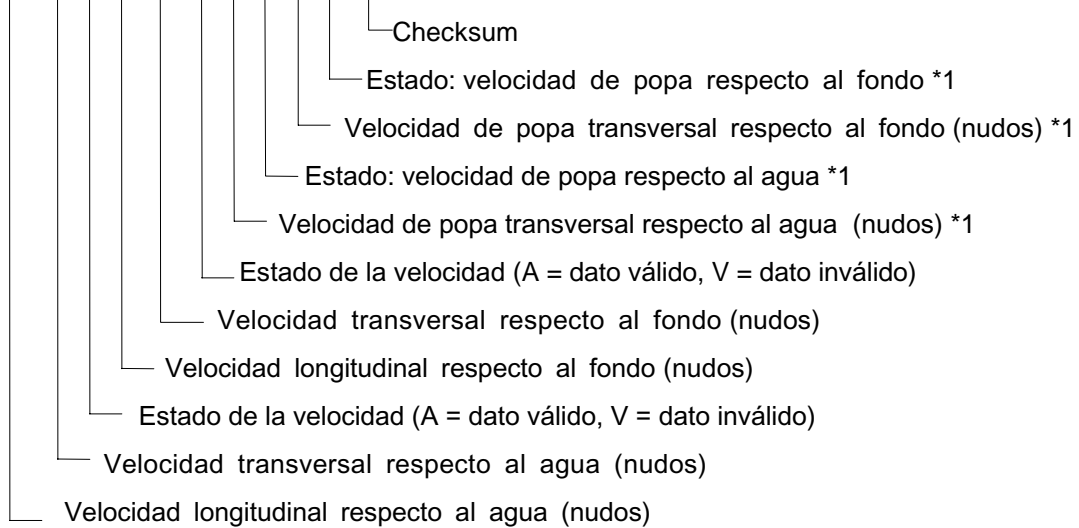 Checksum
Estado: velocidad de popa respecto al fondo *1
Velocidad de popa transversal respecto al fondo (nudos) *1
Estado: velocidad de popa respecto al agua *1
Velocidad de popa transversal respecto al agua (nudos) *1
Estado de la velocidad (A = dato válido, V = dato inválido)
Velocidad transversal respecto al fondo (nudos)
Velocidad longitudinal respecto al fondo (nudos)
Estado de la velocidad (A = dato válido, V = dato inválido)
Velocidad transversal respecto al agua (nudos)
Velocidad longitudinal respecto al agua (nudos)